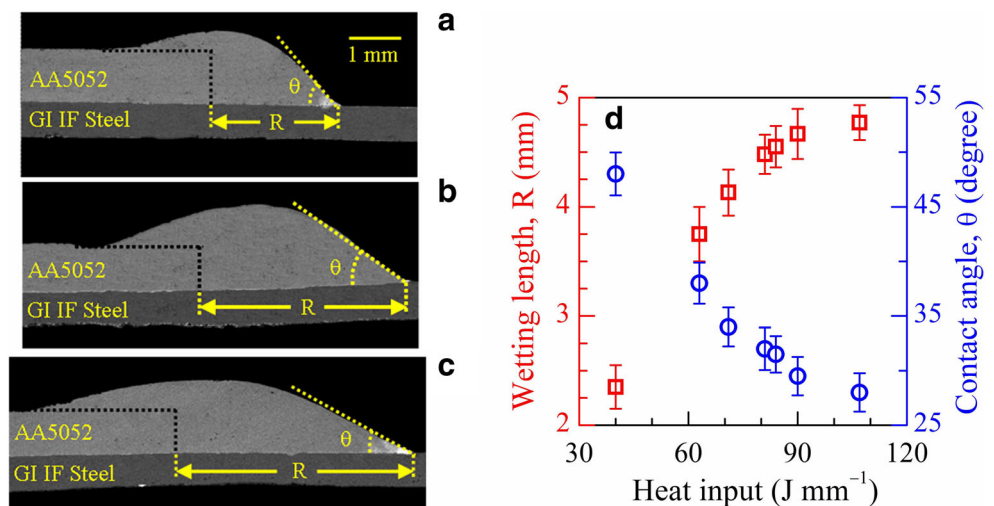 a
1 mm
θ
AA5052
GI IF Steel
R
b
θ
AA5052
GI IF Steel
R
c
θ
AA5052
GI IF Steel
R
d
5
4
3
2
Wetting length, R (mm)
55
45
35
25
Contact angle, θ (degree)
30
60
90
120
Heat input (J mm⁻¹)